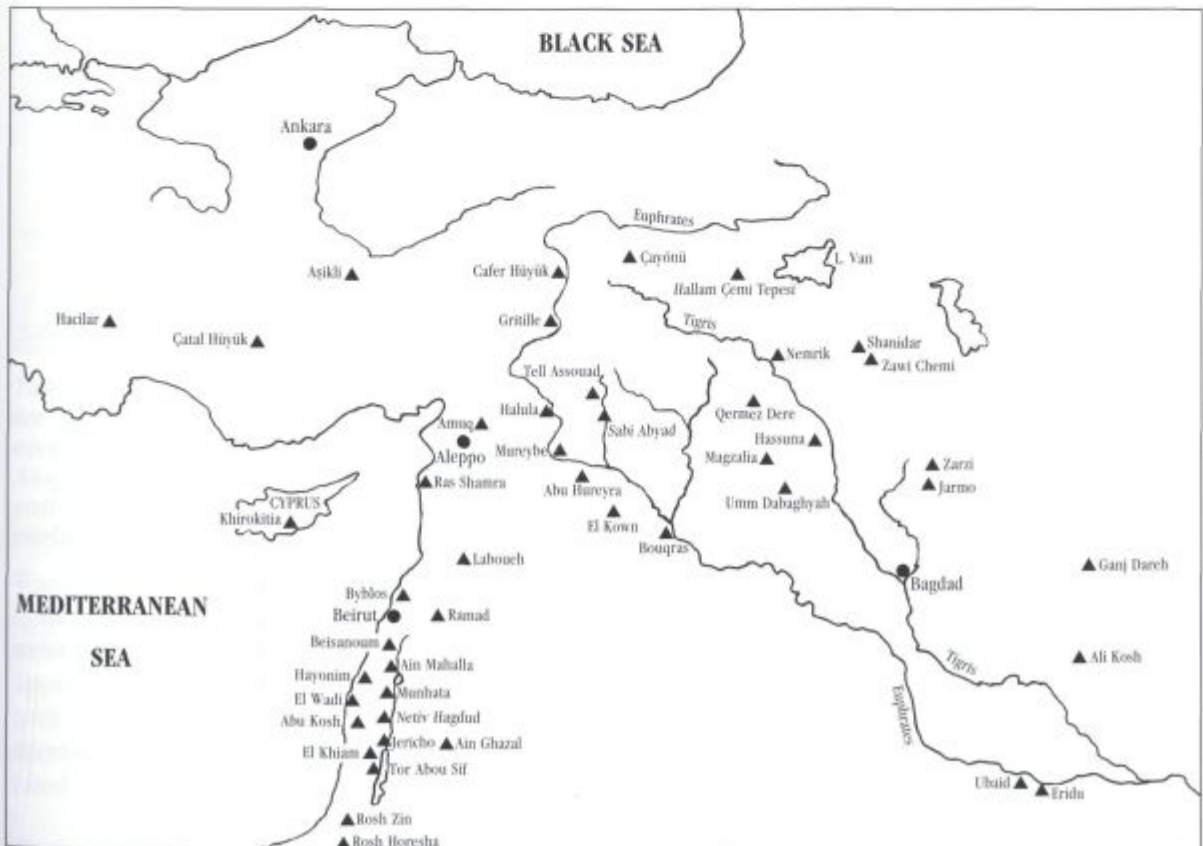 BLACK SEA
Ankara
Euphrates
Çayönü
L. Van
Aşikli
Cafer Hüyük
Hallam Çemi Tepesi
Hacilar
Gritille
Tigris
Çatal Hüyük
Shanidar
Nemrik
Zawi Chemi
Tell Assouad
Halula
Qermez Dere
Amuq
Sabi Abyad
Aleppo
Mureybe
Hassuna
Magzalia
Zarzi
Ras Shamra
Abu Hureyra
Jarmo
CYPRUS
Umm Dabaghyah
Khirokitia
El Kown
Bouqras
Laboueh
Ganj Dareh
Bagdad
Byblos
MEDITERRANEAN
SEA
Beirut
Ramad
Beisanoum
Ain Mahalla
Ali Kosh
Hayonim
Tigris
Munhata
El Wadi
Euphrates
Netiv Hagdud
Abu Kosh
Jericho
Ain Ghazal
El Khiam
Tor Abou Sif
Ubaid
Eridu
Rosh Zin
Rosh Horesha